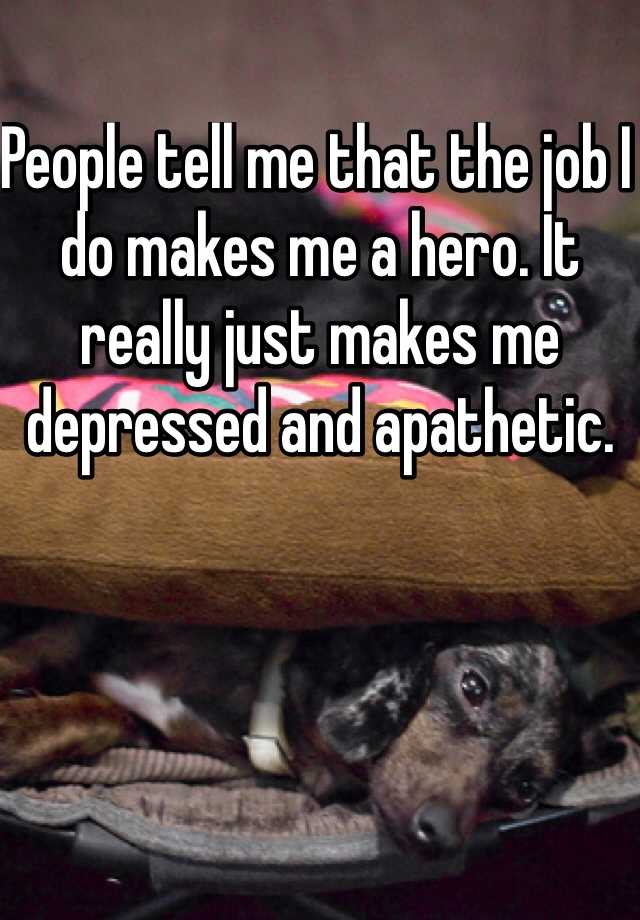 People tell me that the job I
do makes me a hero. It
really just makes me
depressed and apathetic.